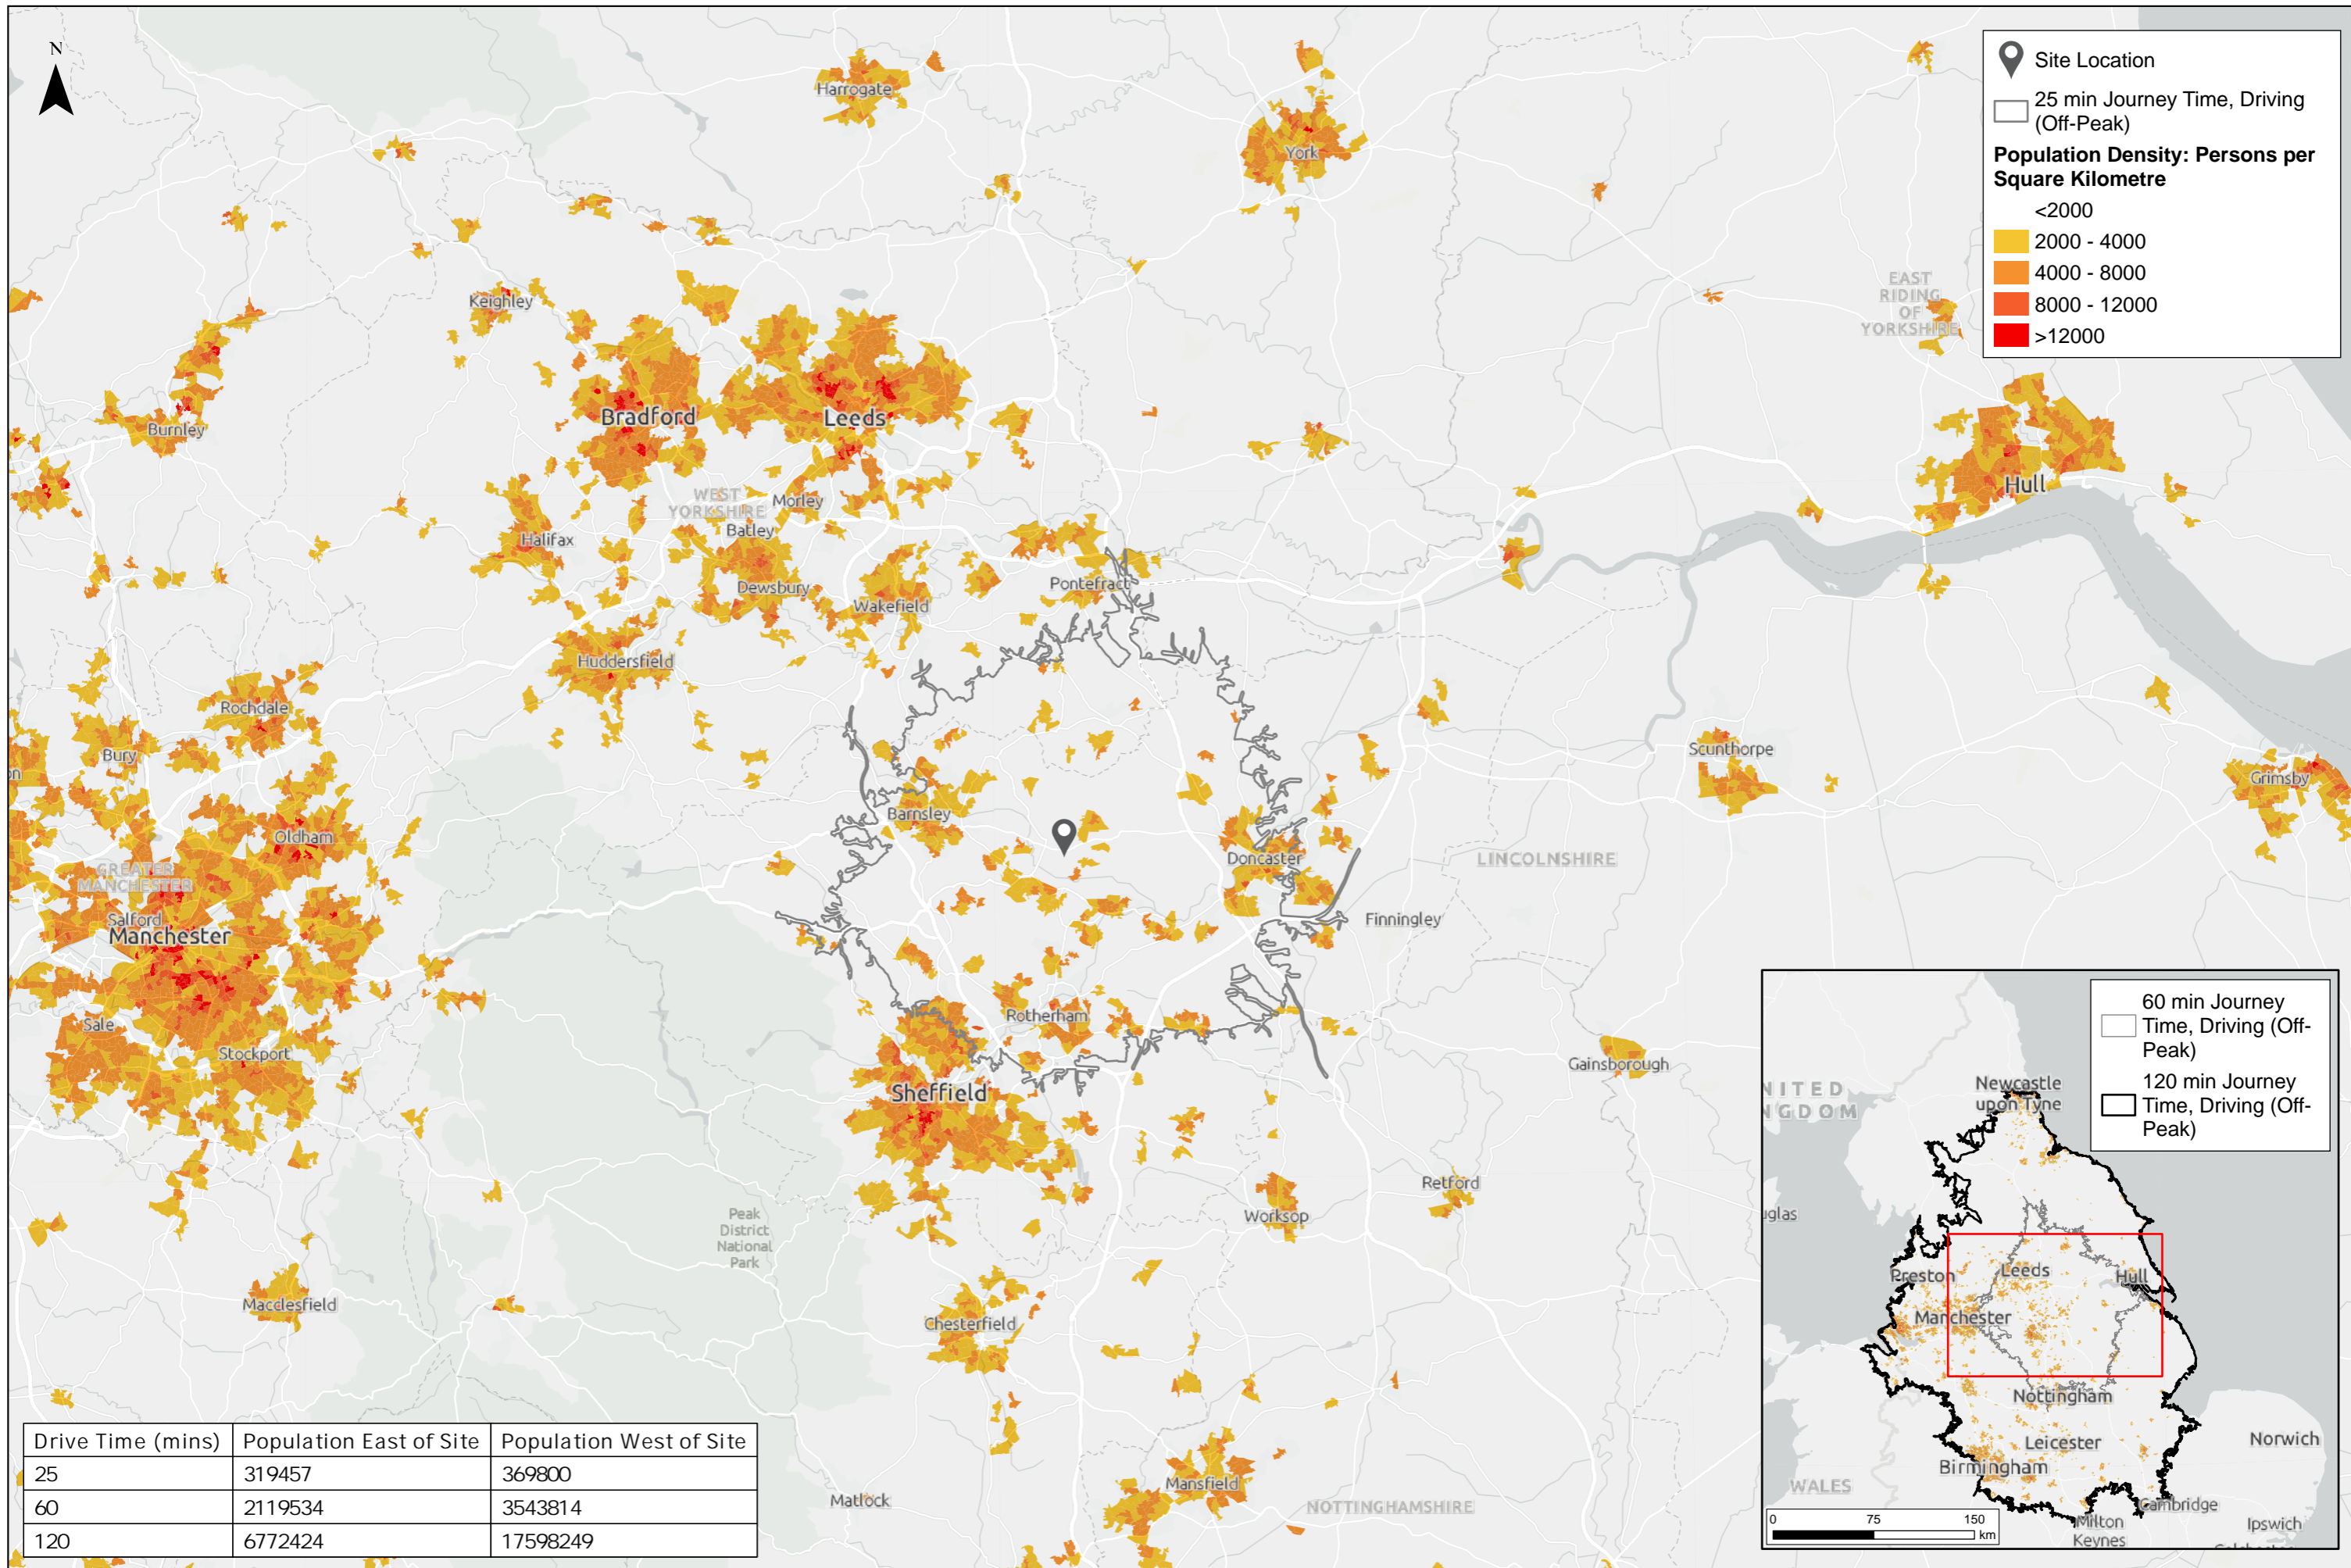 N
Harrogate
York
Site Location
25 min Journey Time, Driving
(Off-Peak)
Population Density: Persons per
Square Kilometre
<2000
2000 - 4000
4000 - 8000
8000 - 12000
>12000
EAST
RIDING
OF
YORKSHIRE
Keighley
Burnley
Bradford
Leeds
Hull
WEST
YORKSHIRE
Morley
Batley
Halifax
Dewsbury
Pontefract
Wakefield
Huddersfield
Rochdale
Bury
Scunthorpe
Grimsby
Barnsley
Oldham
Doncaster
LINCOLNSHIRE
GREATER
MANCHESTER
Salford
Manchester
Finningley
Rotherham
Sale
Stockport
Sheffield
Gainsborough
Retford
Worksop
Peak
District
National
Park
Macclesfield
Chesterfield
Mansfield
Matlock
NOTTINGHAMSHIRE
Drive Time (mins) Population East of Site Population West of Site
25 319457 369800
60 2119534 3543814
120 6772424 17598249
60 min Journey
Time, Driving (Off-
Peak)
120 min Journey
Time, Driving (Off-
Peak)
NITED
NGDOM
Newcastle
upon Tyne
uglas
Preston
Leeds
Hull
Manchester
Nottingham
Leicester
Norwich
Birmingham
WALES
Cambridge
Milton
Keynes
Ipswich
0 75 150
km